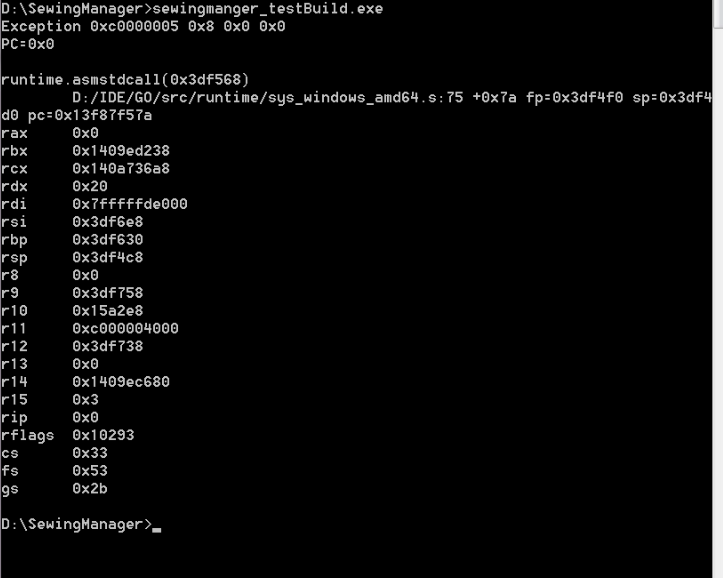 D:\SewingManager>sewingmanger_testBuild.exe
Exception 0xc0000005 0x8 0x0 0x0
PC=0x0
runtime.asmstdcall(0x3df568)
D:/IDE/GO/src/runtime/sys_windows_amd64.s:75 +0x7a fp=0x3df4f0 sp=0x3df4
d0 pc=0x13f87f57a
rax 0x0
rbx 0x1409ed238
rcx 0x140a736a8
rdx 0x20
rdi 0x7fffffde000
rsi 0x3df6e8
rbp 0x3df630
rsp 0x3df4c8
r8 0x0
r9 0x3df758
r10 0x15a2e8
r11 0xc000004000
r12 0x3df738
r13 0x0
r14 0x1409ec680
r15 0x3
rip 0x0
rflags 0x10293
cs 0x33
fs 0x53
gs 0x2b
D:\SewingManager>_